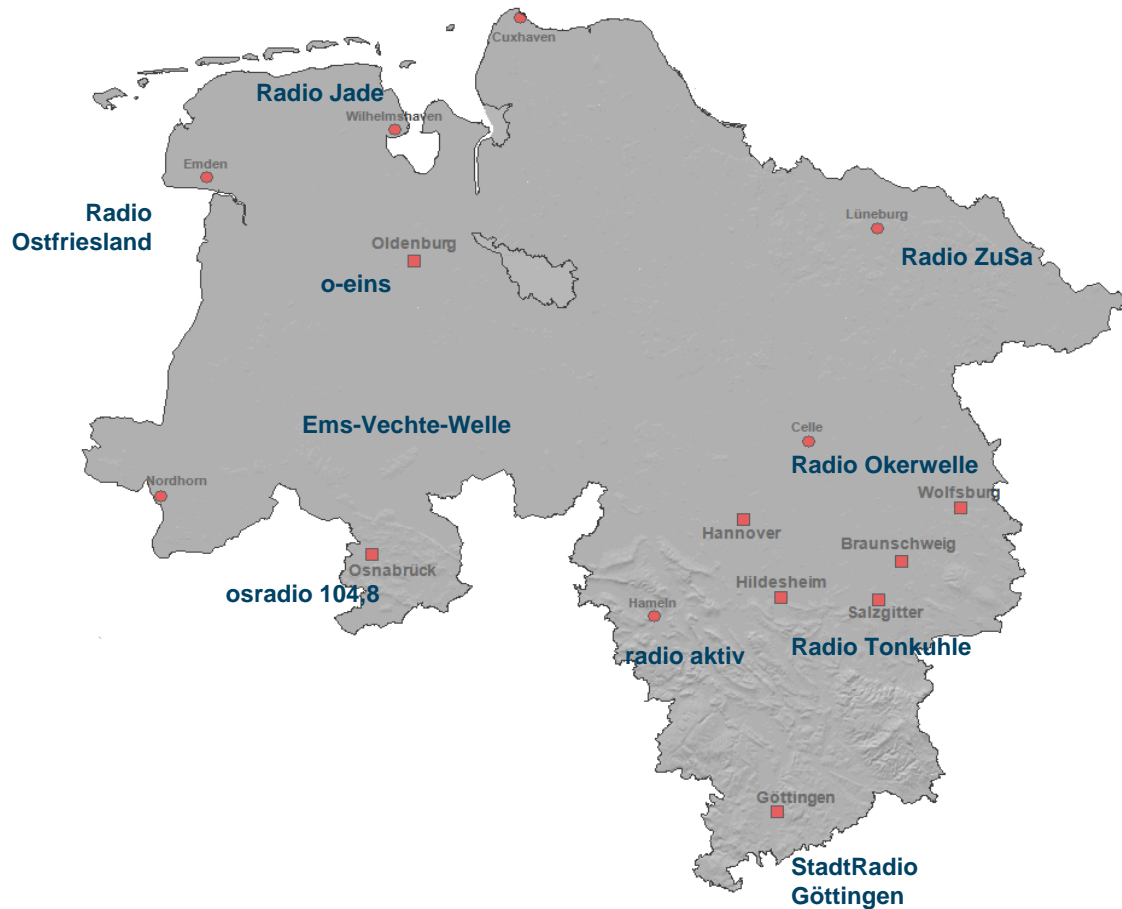 Cuxhaven
Radio Jade
Wilhelmshaven
Emden
Radio
Ostfriesland
Lüneburg
Oldenburg
Radio ZuSa
o-eins
Ems-Vechte-Welle
Celle
Radio Okerwelle
Nordhorn
Wolfsburg
Hannover
Braunschweig
Osnabrück
Hildesheim
osradio 104,8
Hameln
Salzgitter
radio aktiv
Radio Tonkuhle
Göttingen
StadtRadio
Göttingen